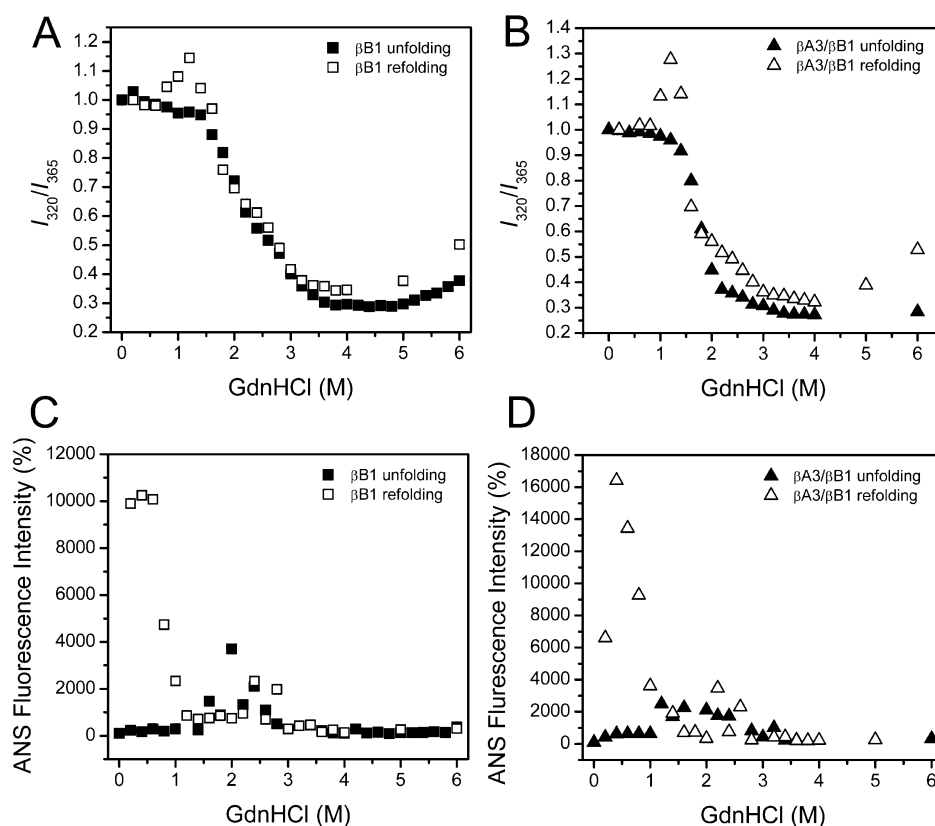 A
βB1 unfolding
βB1 refolding
I320/I365
1.2
1.1
1.0
0.9
0.8
0.7
0.6
0.5
0.4
0.3
0.2
0 1 2 3 4 5 6
GdnHCl (M)
B
βA3/βB1 unfolding
βA3/βB1 refolding
I320/I365
1.4
1.3
1.2
1.1
1.0
0.9
0.8
0.7
0.6
0.5
0.4
0.3
0.2
0 1 2 3 4 5 6
GdnHCl (M)
C
βB1 unfolding
βB1 refolding
ANS Fluorescence Intensity (%)
12000
10000
8000
6000
4000
2000
0
0 1 2 3 4 5 6
GdnHCl (M)
D
βA3/βB1 unfolding
βA3/βB1 refolding
ANS Flurescence Intensity (%)
18000
16000
14000
12000
10000
8000
6000
4000
2000
0
0 1 2 3 4 5 6
GdnHCl (M)